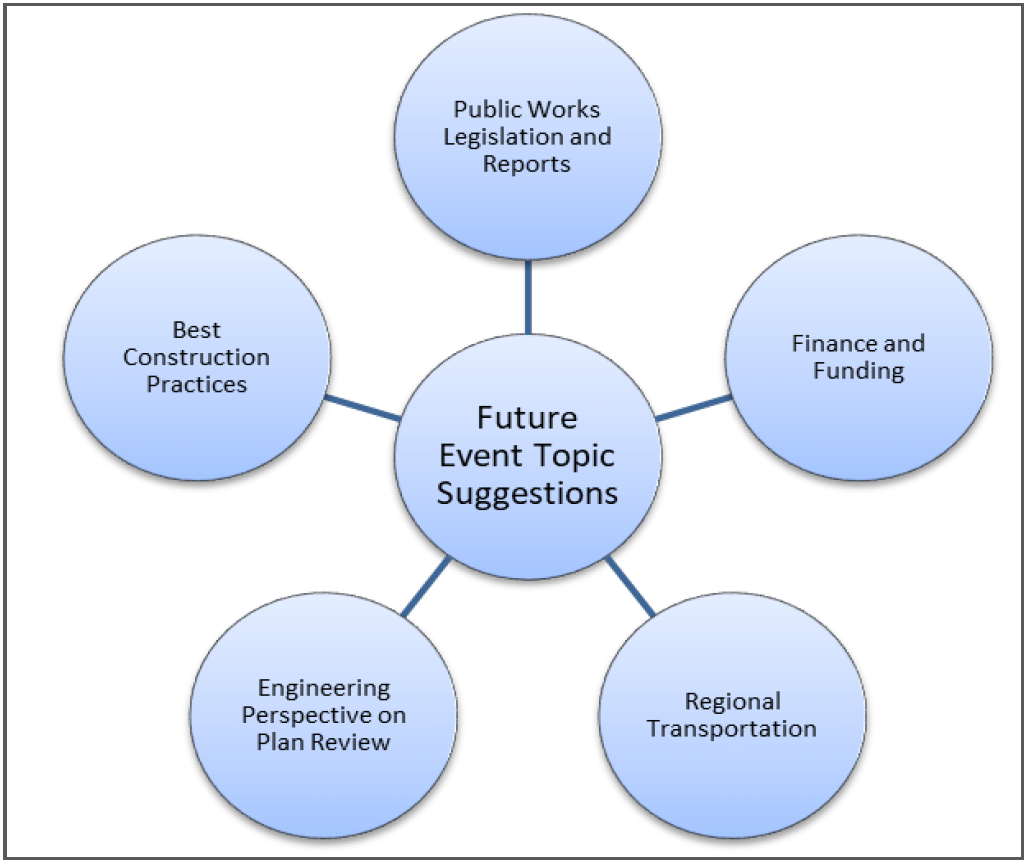 Public Works
Legislation and
Reports
Best
Construction
Practices
Finance and
Funding
Future
Event Topic
Suggestions
Engineering
Perspective on
Plan Review
Regional
Transportation